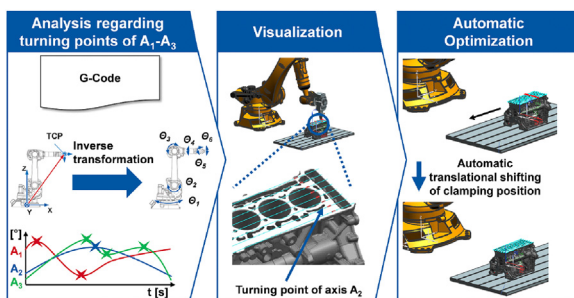 Analysis regarding
turning points of A₁-A₃
G-Code
TCP
Z
Y
X
Inverse
transformation
Θ₃
Θ₄
Θ₆
Θ₅
Θ₂
Θ₁
[°]
A₁
A₂
A₃
t [s]
Visualization
Turning point of axis A₂
Automatic
Optimization
Automatic
translational shifting
of clamping position